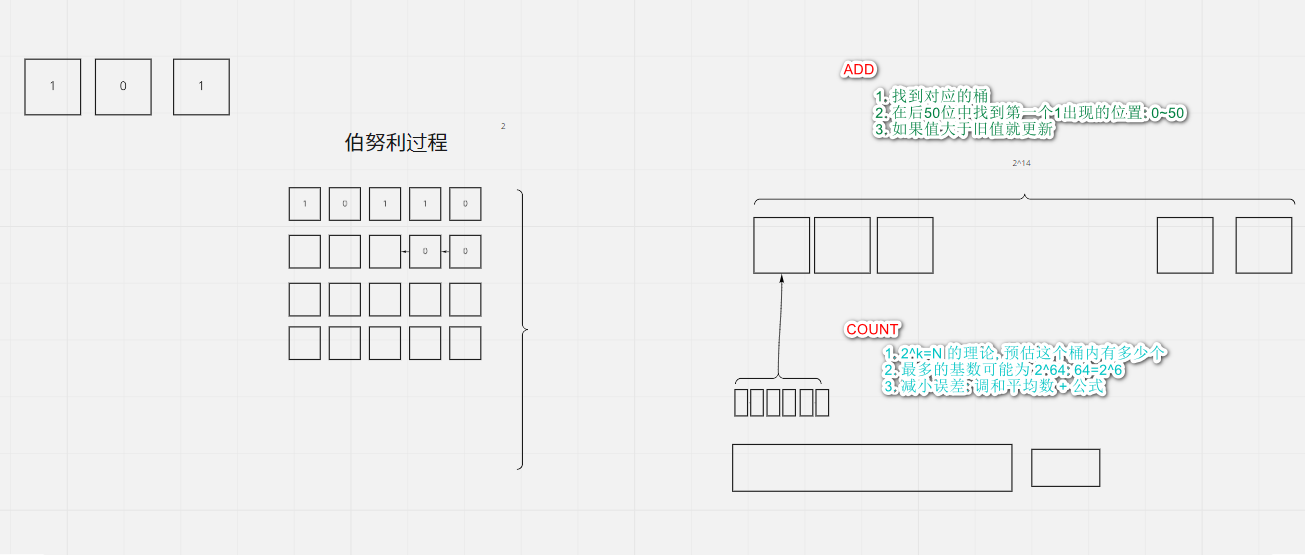 1 0 1
伯努利过程
2
1 0 1 1 0
0 0
ADD
1. 找到对应的桶
2. 在后50位中找到第一个1出现的位置: 0~50
3. 如果值大于旧值就更新
2^14
COUNT
1. 2^k=N的理论, 预估这个桶内有多少个
2. 最多的基数可能为 2^64; 64=2^6
3. 减小误差: 调和平均数 + 公式